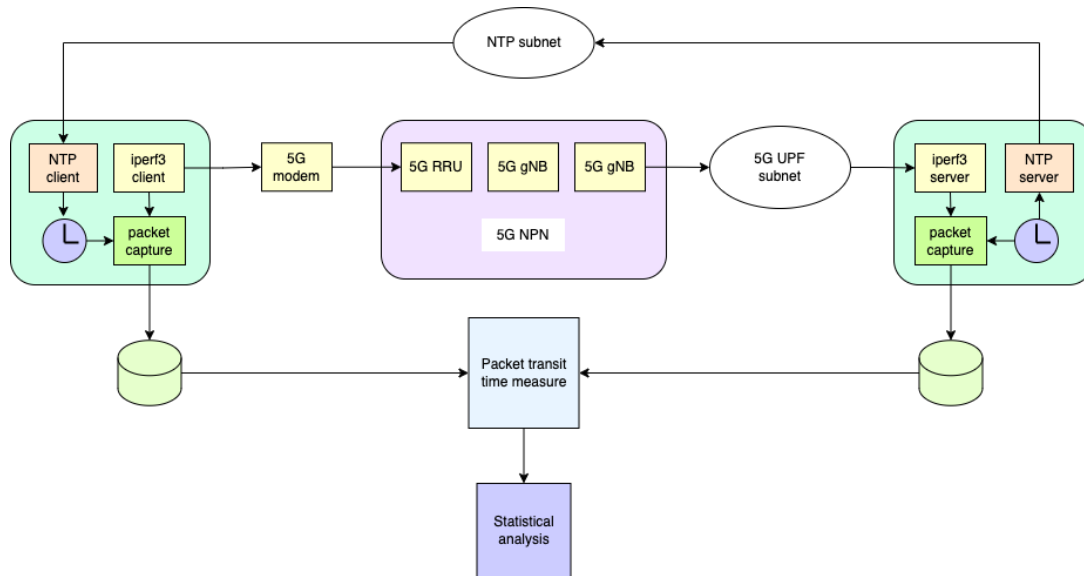 NTP subnet
NTP
client
iperf3
client
5G
modem
5G RRU
5G gNB
5G gNB
5G UPF
subnet
iperf3
server
NTP
server
packet
capture
5G NPN
packet
capture
Packet transit
time measure
Statistical
analysis